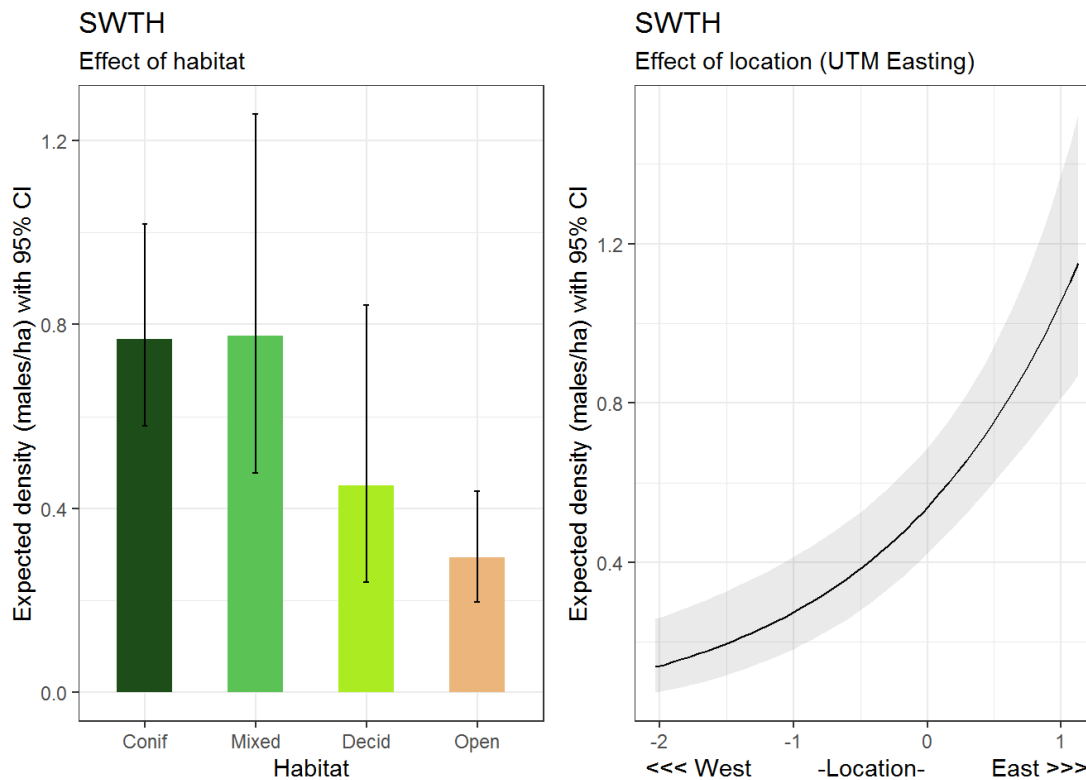 SWTH
Effect of habitat
Expected density (males/ha) with 95% CI
1.2
0.8
0.4
0.0
Conif Mixed Decid Open
Habitat
SWTH
Effect of location (UTM Easting)
Expected density (males/ha) with 95% CI
1.2
0.8
0.4
-2 -1 0 1
<<< West -Location- East >>>